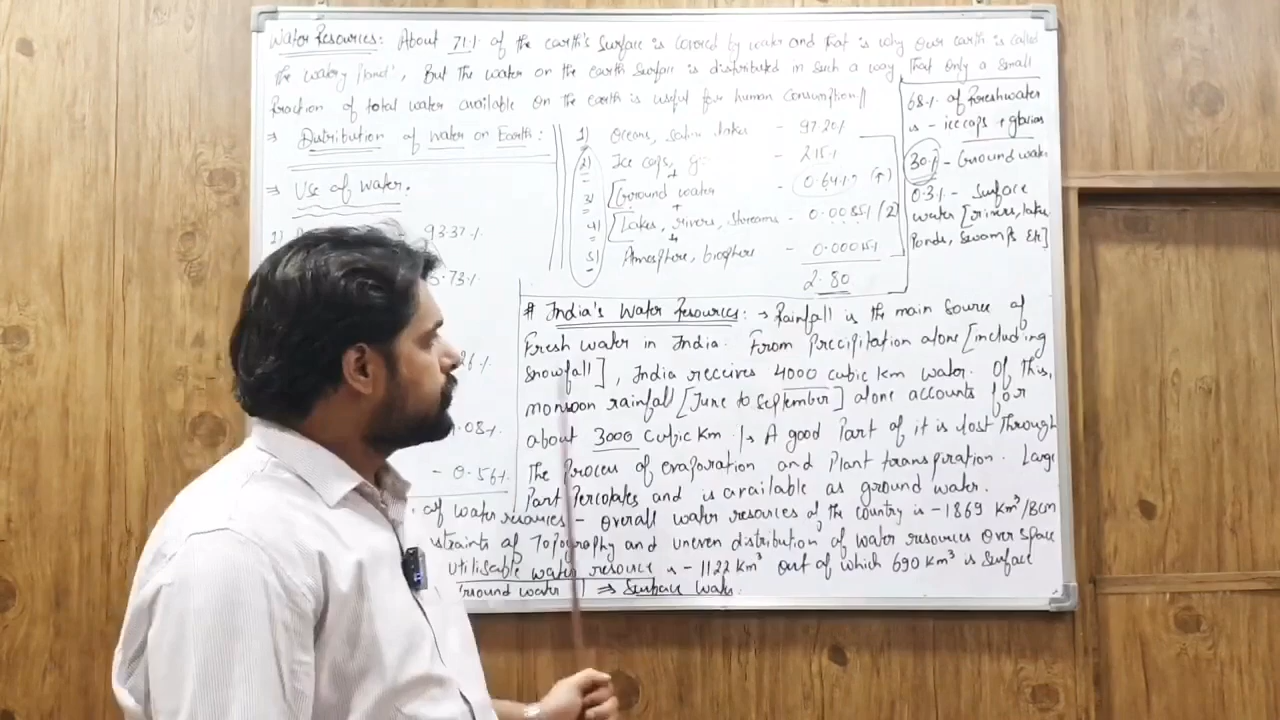 Water Resources: About 71% of the earth's surface is covered by water and that is why our earth is called
the watery Planet', But the water on the earth surface is distributed in such a way that only a small
fraction of total water available on the earth is useful for human consumption //
⇒ Distribution of water on Earth:
⇒ Use of water.
1)
93.37%
5.73%
26%
.08%
- 0.56%
1) Oceans, saline lakes - 97.20%
2) Ice caps, g - 2.15%
+
3) [Ground water - 0.641% (1)
+
4) [Lakes, rivers, streams - 0.0085% (2)
+
5) Atmosphere, biosphere - 0.0001%
2.80
68% of freshwater
is - ice caps + glaciers
30% - Ground water
0.3% - Surface
water [rivers, lakes
Ponds, Swamps Etc]
# India's Water Resources: → Rainfall is the main source of
Fresh water in India. From Precipitation alone [including
snowfall], India receives 4000 cubic km water. Of this,
monsoon rainfall [June to September] alone accounts for
about 3000 cubic Km. A good Part of it is lost through
The Process of evaporation and Plant transpiration. Large
Part Percolates and is available as ground water.
of water resources - overall water resources of the country is - 1869 Km³/BCM
straints of Topography and uneven distribution of water resources over space
utilisable water resource is - 1122 Km³ out of which 690 Km³ is Surface
Ground water ⇒ Surface Water.